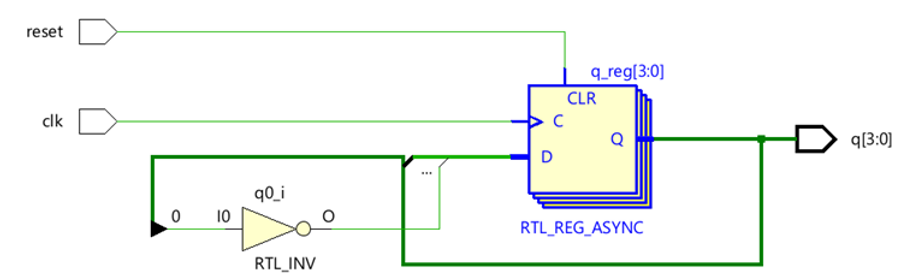 reset
q_reg[3:0]
CLR
clk
C
Q
q[3:0]
D
...
q0_i
0
I0
O
RTL_REG_ASYNC
RTL_INV